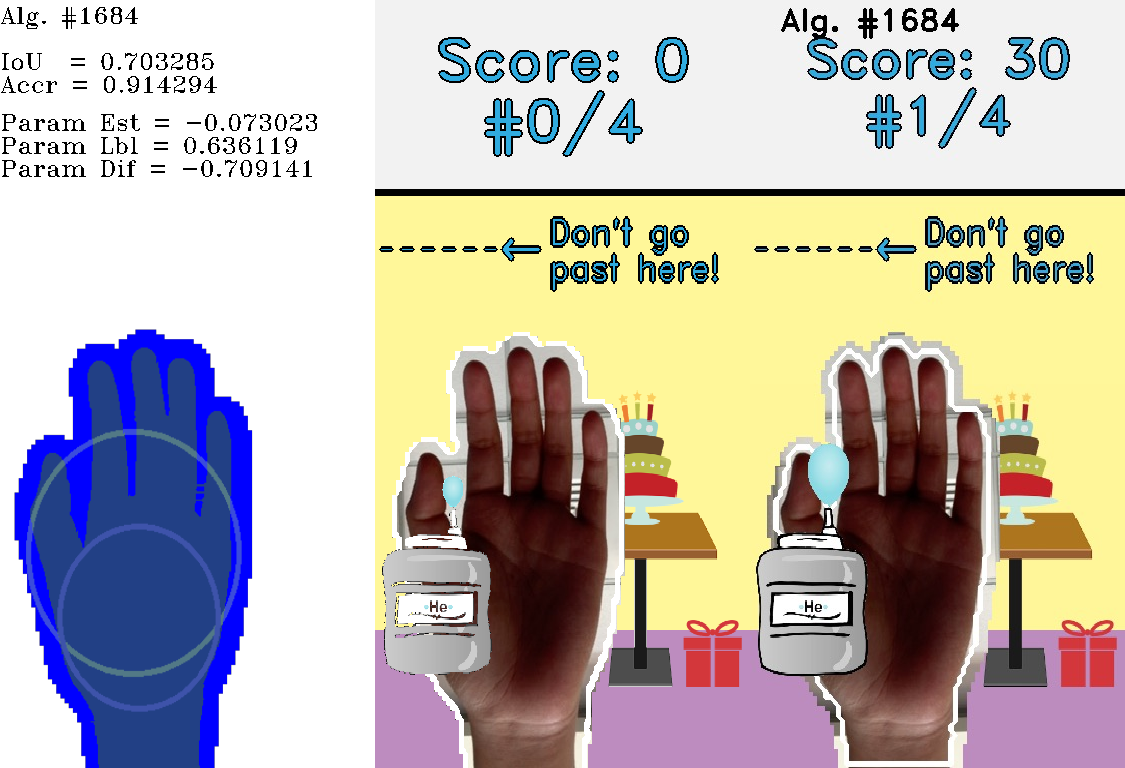 Alg. #1684
IoU = 0.703285
Accr = 0.914294
Param Est = −0.073023
Param Lbl = 0.636119
Param Dif = −0.709141
Score: 0
#0/4
Don't go
past here!
He
Alg. #1684
Score: 30
#1/4
Don't go
past here!
He